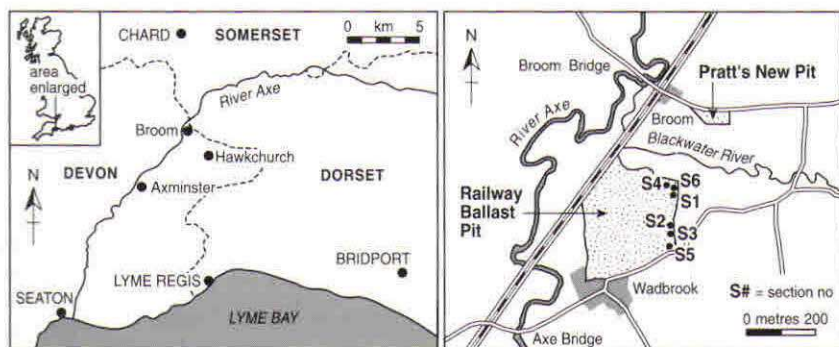 CHARD
SOMERSET
0 km 5
area
enlarged
River Axe
Broom
Hawkchurch
N
DEVON
Axminster
DORSET
BRIDPORT
LYME REGIS
SEATON
LYME BAY
N
Broom Bridge
Pratt's New Pit
River Axe
Broom
Blackwater River
S4
S6
S1
Railway
Ballast
Pit
S2
S3
S5
Wadbrook
S# = section no
0 metres 200
Axe Bridge